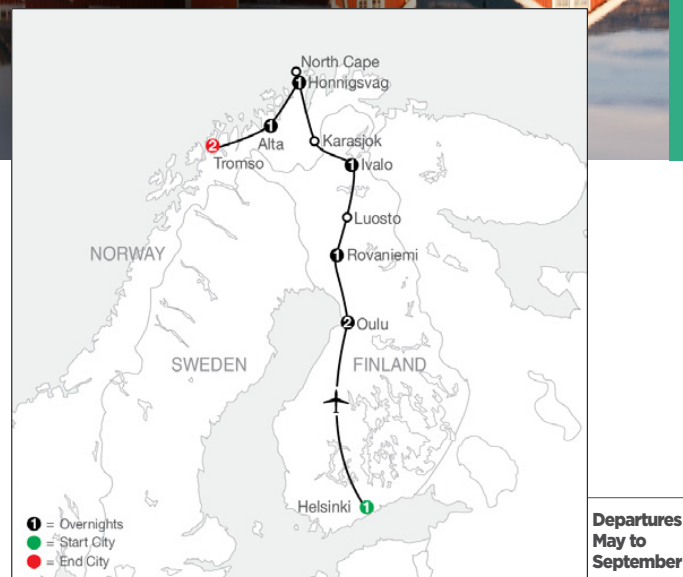 North Cape
1 Honnigsvag
1
Alta
2
Tromso
Karasjok
1 Ivalo
Luosto
NORWAY
1 Rovaniemi
2 Oulu
SWEDEN
FINLAND
Helsinki 1
1 = Overnights
= Start City
= End City
Departures
May to
September